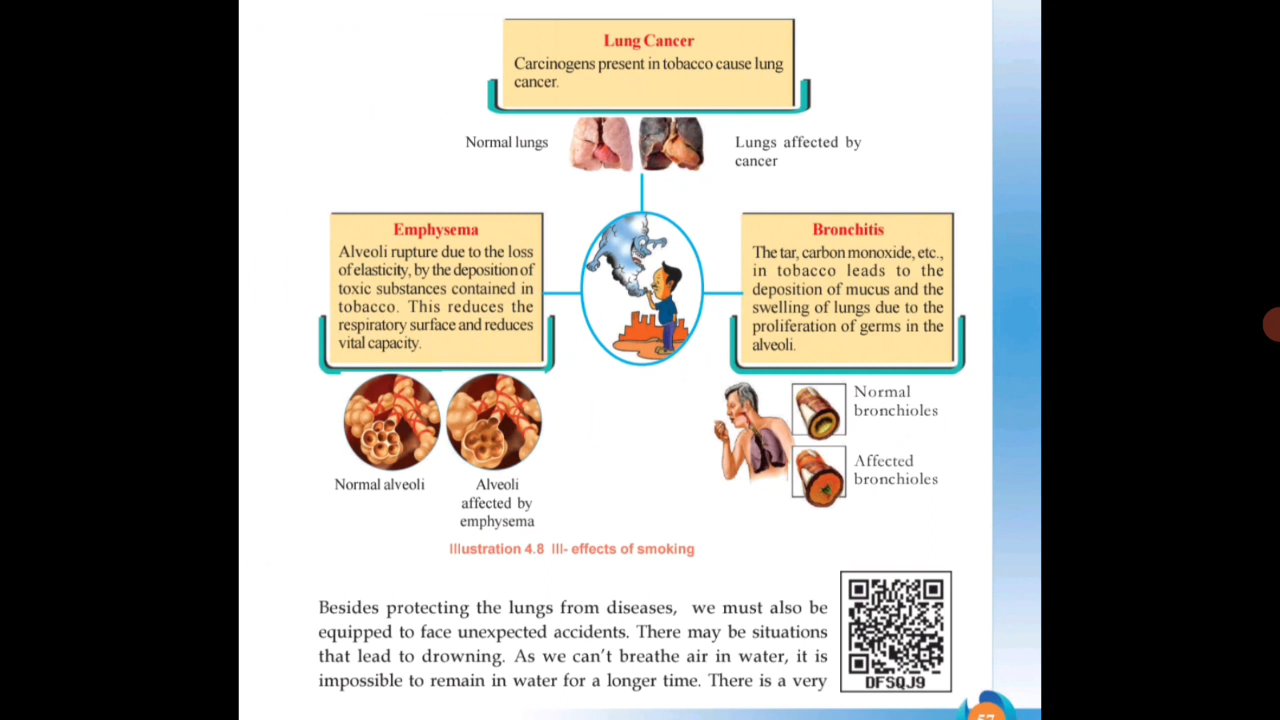 Lung Cancer
Carcinogens present in tobacco cause lung
cancer.
Normal lungs
Lungs affected by
cancer
Emphysema
Alveoli rupture due to the loss
of elasticity, by the deposition of
toxic substances contained in
tobacco. This reduces the
respiratory surface and reduces
vital capacity.
Bronchitis
The tar, carbon monoxide, etc.,
in tobacco leads to the
deposition of mucus and the
swelling of lungs due to the
proliferation of germs in the
alveoli.
Normal alveoli
Alveoli
affected by
emphysema
Normal
bronchioles
Affected
bronchioles
Illustration 4.8 Ill- effects of smoking
Besides protecting the lungs from diseases, we must also be
equipped to face unexpected accidents. There may be situations
that lead to drowning. As we can't breathe air in water, it is
impossible to remain in water for a longer time. There is a very
DFSQJ9
57